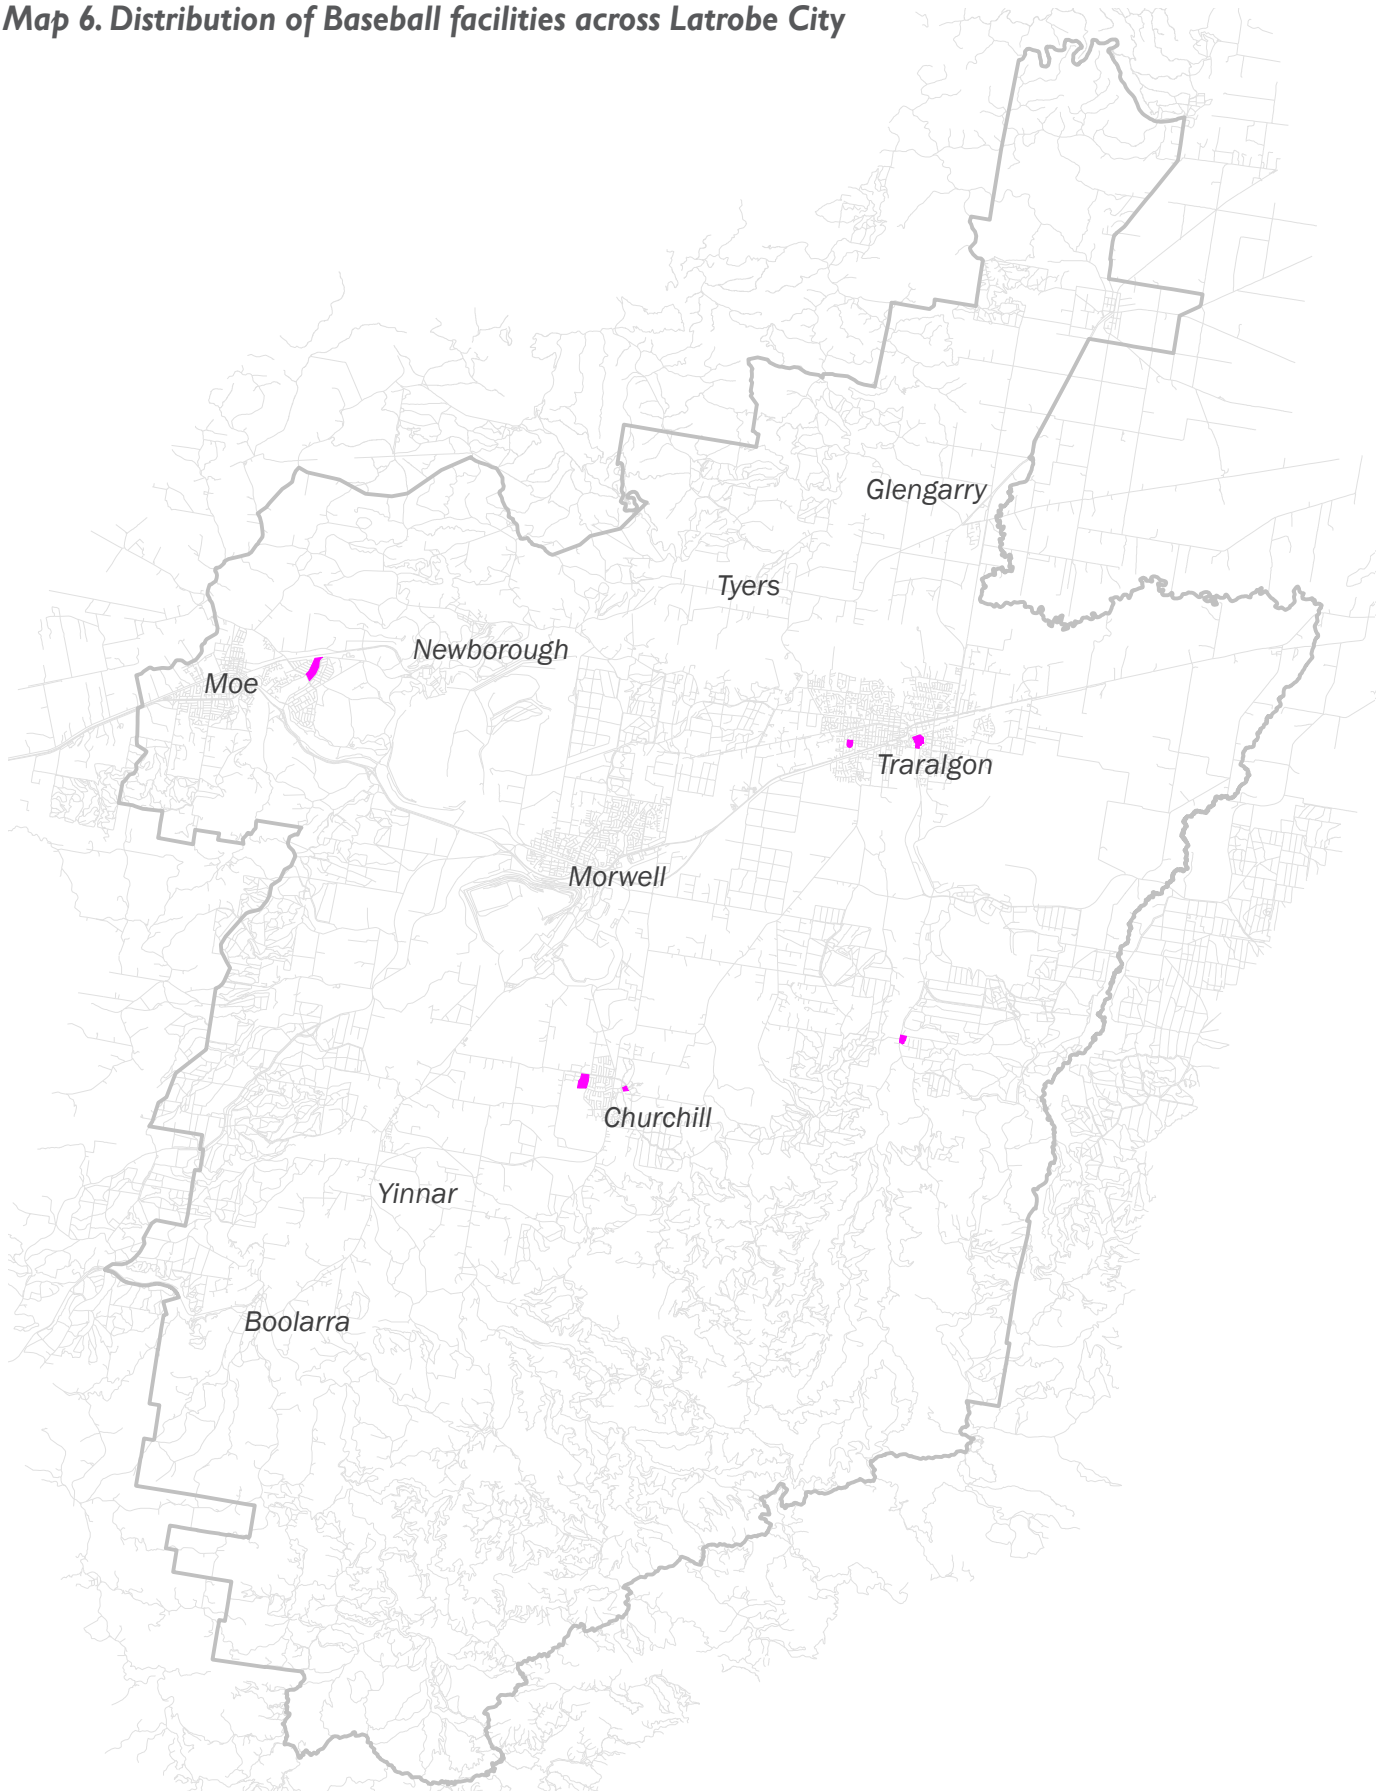 Map 6. Distribution of Baseball facilities across Latrobe City
Glengarry
Tyers
Newborough
Moe
Traralgon
Morwell
Churchill
Yinnar
Boolarra